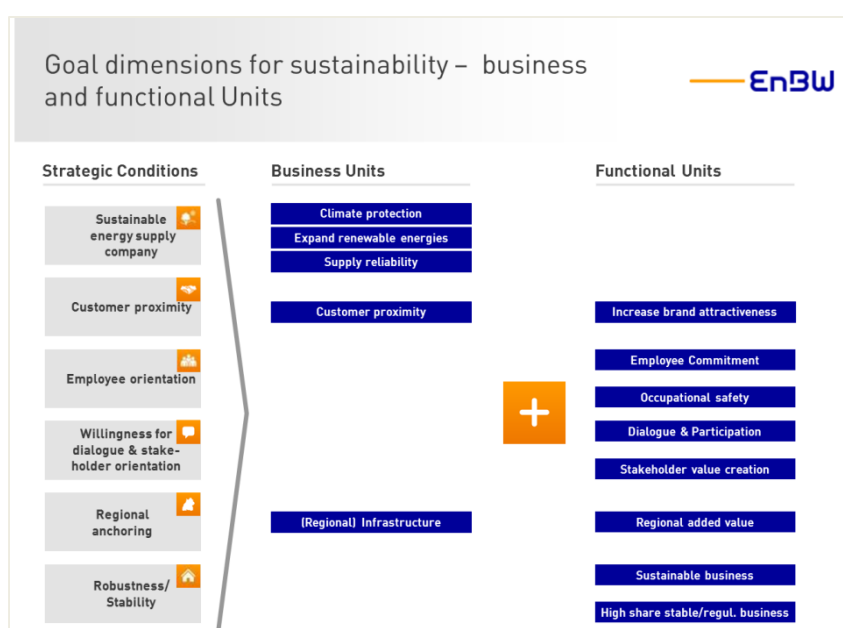 Goal dimensions for sustainability – business
and functional Units
EnBW
Strategic Conditions
Business Units
Functional Units
Sustainable
energy supply
company
Climate protection
Expand renewable energies
Supply reliability
Customer proximity
Customer proximity
Increase brand attractiveness
Employee orientation
Employee Commitment
Occupational safety
Willingness for
dialogue & stake-
holder orientation
Dialogue & Participation
Stakeholder value creation
Regional
anchoring
(Regional) Infrastructure
Regional added value
Robustness/
Stability
Sustainable business
High share stable/regul. business
+